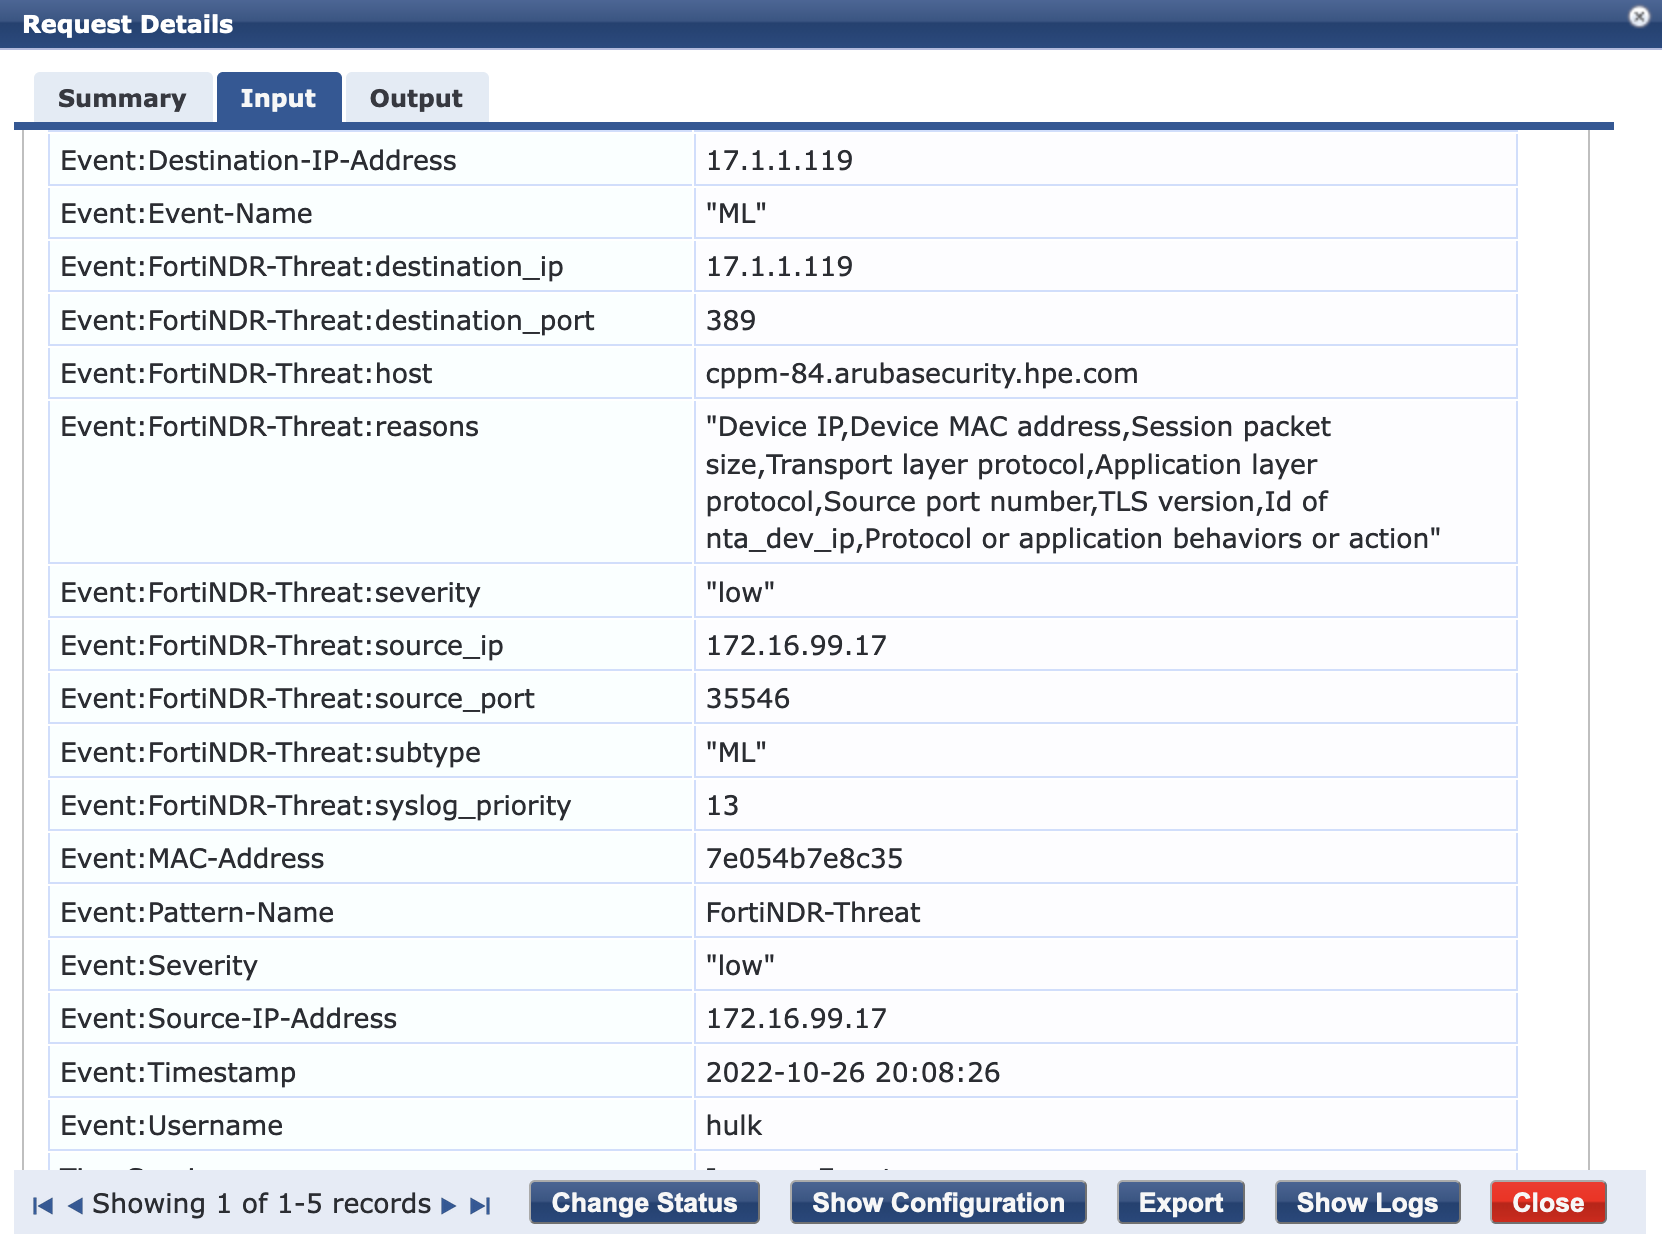 Request Details
Summary Input Output
Event:Destination-IP-Address 17.1.1.119
Event:Event-Name "ML"
Event:FortiNDR-Threat:destination_ip 17.1.1.119
Event:FortiNDR-Threat:destination_port 389
Event:FortiNDR-Threat:host cppm-84.arubasecurity.hpe.com
Event:FortiNDR-Threat:reasons "Device IP,Device MAC address,Session packet
size,Transport layer protocol,Application layer
protocol,Source port number,TLS version,Id of
nta_dev_ip,Protocol or application behaviors or action"
Event:FortiNDR-Threat:severity "low"
Event:FortiNDR-Threat:source_ip 172.16.99.17
Event:FortiNDR-Threat:source_port 35546
Event:FortiNDR-Threat:subtype "ML"
Event:FortiNDR-Threat:syslog_priority 13
Event:MAC-Address 7e054b7e8c35
Event:Pattern-Name FortiNDR-Threat
Event:Severity "low"
Event:Source-IP-Address 172.16.99.17
Event:Timestamp 2022-10-26 20:08:26
Event:Username hulk
Showing 1 of 1-5 records Change Status Show Configuration Export Show Logs Close